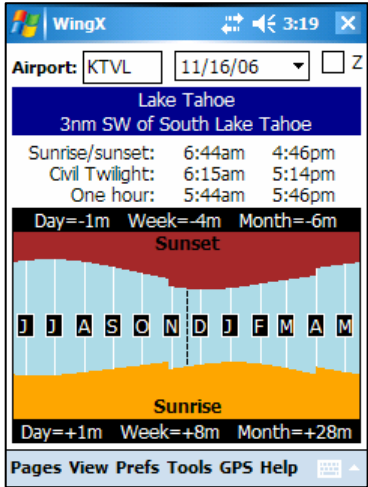 WingX 3:19
Airport: KTVL 11/16/06 Z
Lake Tahoe
3nm SW of South Lake Tahoe
Sunrise/sunset: 6:44am 4:46pm
Civil Twilight: 6:15am 5:14pm
One hour: 5:44am 5:46pm
Day=-1m Week=-4m Month=-6m
Sunset
J J A S O N D J F M A M
Sunrise
Day=+1m Week=+8m Month=+28m
Pages View Prefs Tools GPS Help